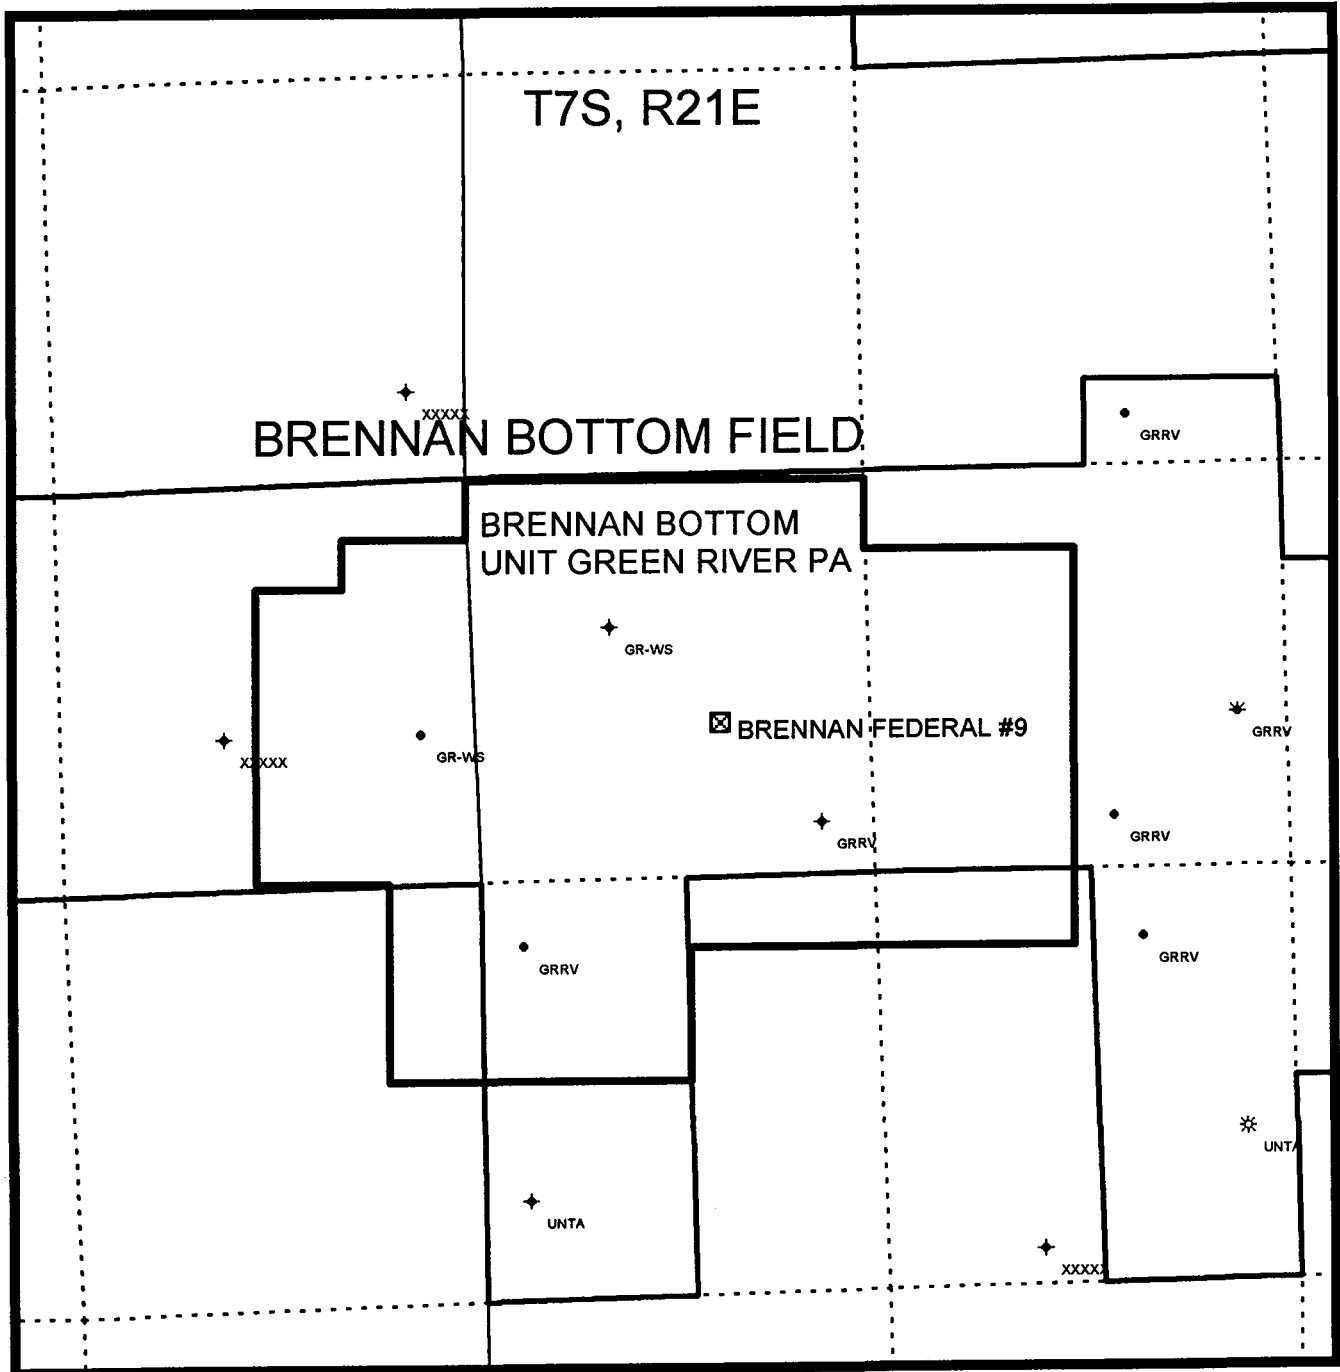 T7S, R21E
XXXXX
BRENNAN BOTTOM FIELD
GRRV
BRENNAN BOTTOM
UNIT GREEN RIVER PA
GR-WS
BRENNAN FEDERAL #9
GRRV
XXXXX
GR-WS
GRRV
GRRV
GRRV
GRRV
UNTA
UNTA
XXXXX